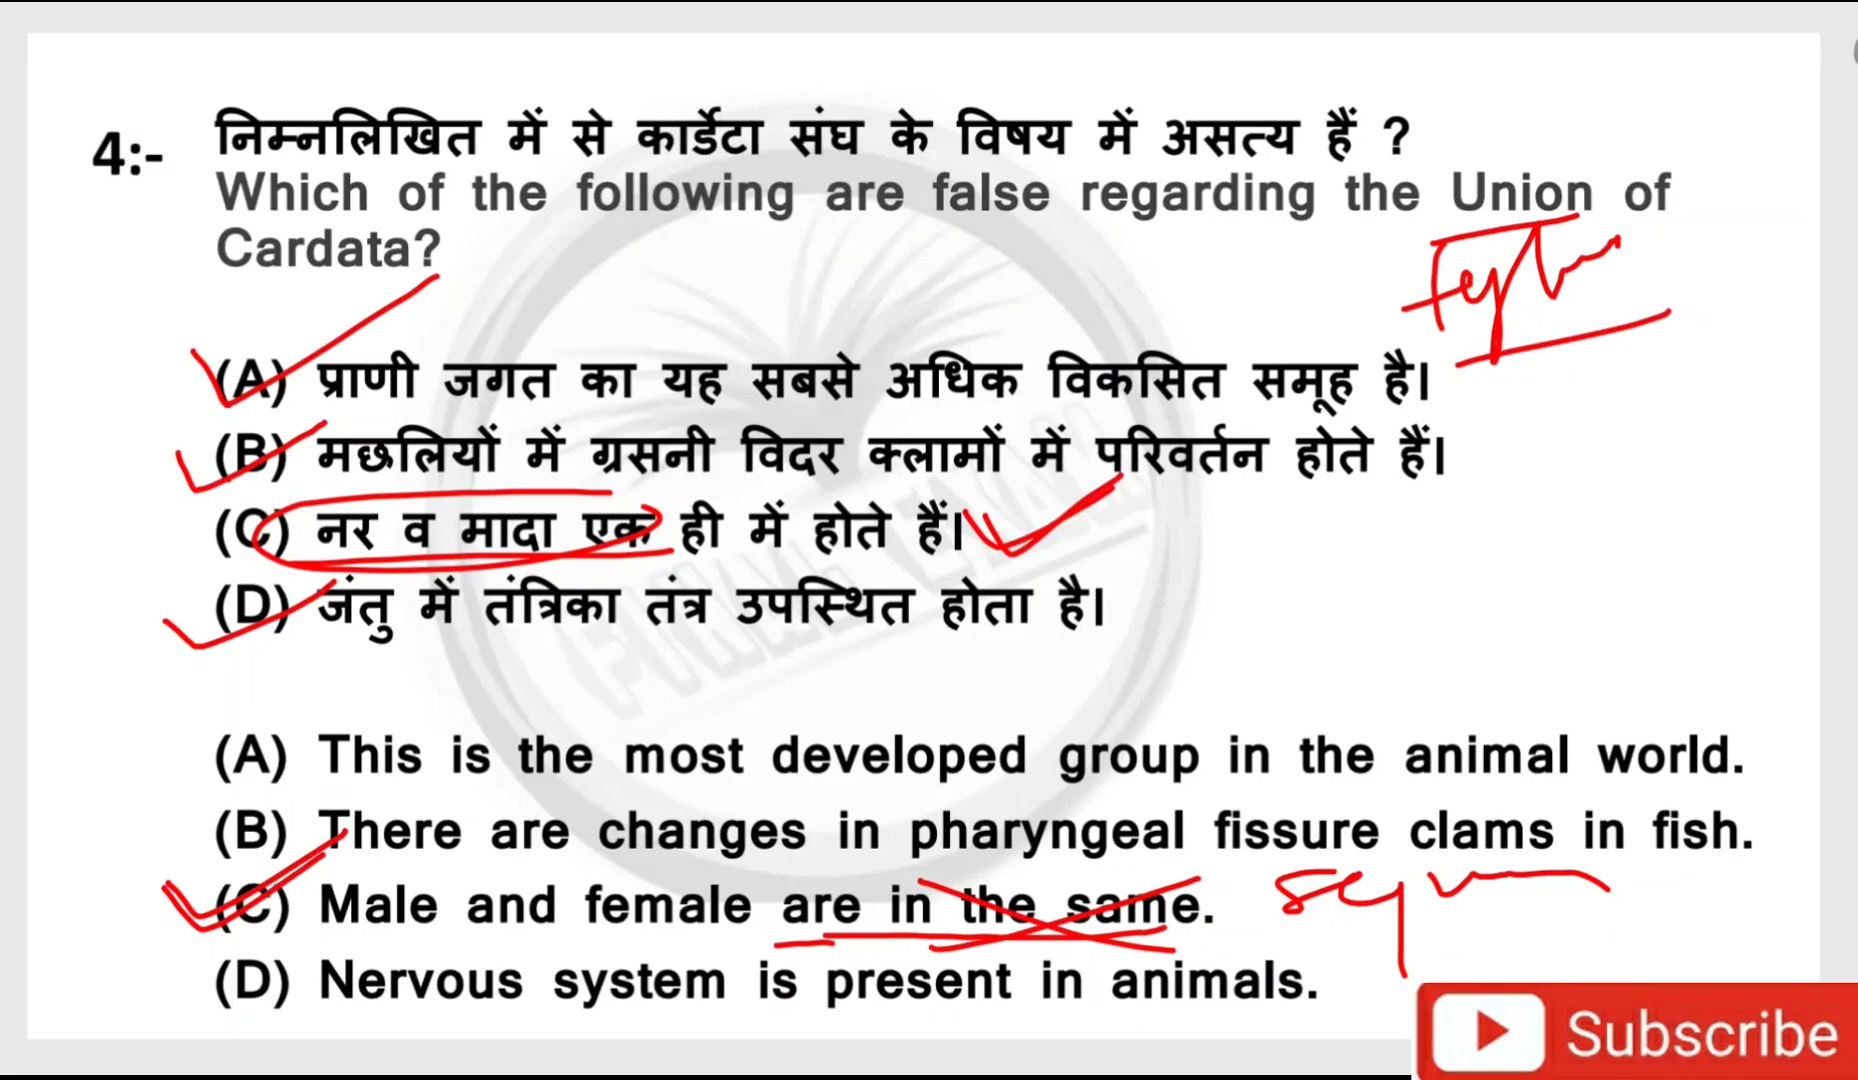 4:- निम्नलिखित में से कार्डेटा संघ के विषय में असत्य हैं ?
Which of the following are false regarding the Union of
Cardata?
(A) प्राणी जगत का यह सबसे अधिक विकसित समूह है।
(B) मछलियों में ग्रसनी विदर क्लामों में परिवर्तन होते हैं।
(C) नर व मादा एक ही में होते हैं।
(D) जंतु में तंत्रिका तंत्र उपस्थित होता है।
(A) This is the most developed group in the animal world.
(B) There are changes in pharyngeal fissure clams in fish.
(C) Male and female are in the same.
(D) Nervous system is present in animals.
Subscribe